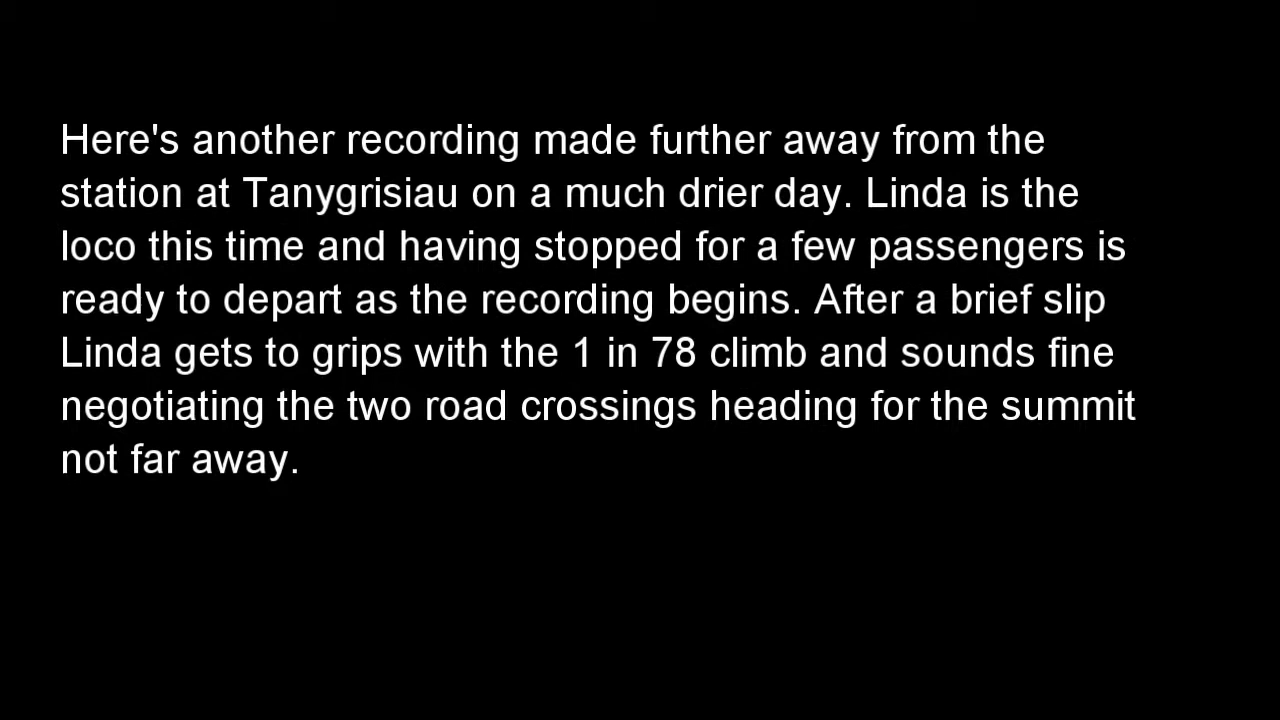 Here's another recording made further away from the
station at Tanygrisiau on a much drier day. Linda is the
loco this time and having stopped for a few passengers is
ready to depart as the recording begins. After a brief slip
Linda gets to grips with the 1 in 78 climb and sounds fine
negotiating the two road crossings heading for the summit
not far away.